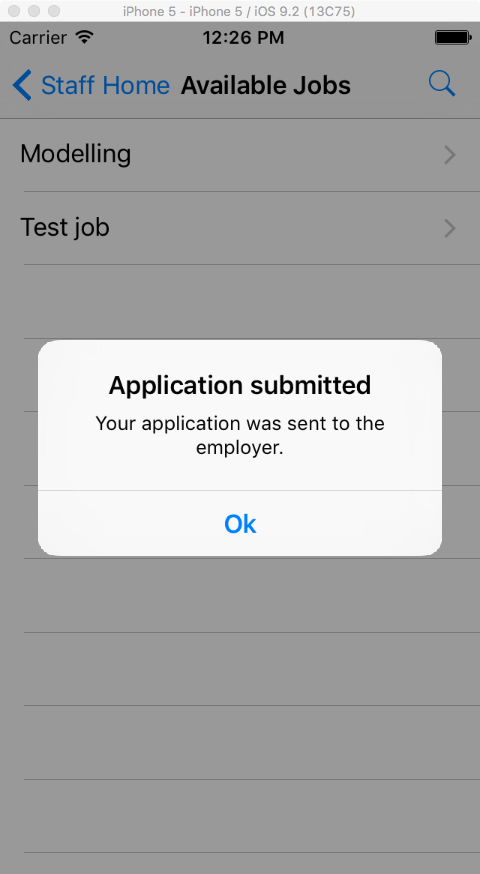 iPhone 5 - iPhone 5 / iOS 9.2 (13C75)
Carrier 12:26 PM
Staff Home Available Jobs
Modelling
Test job
Application submitted
Your application was sent to the
employer.
Ok